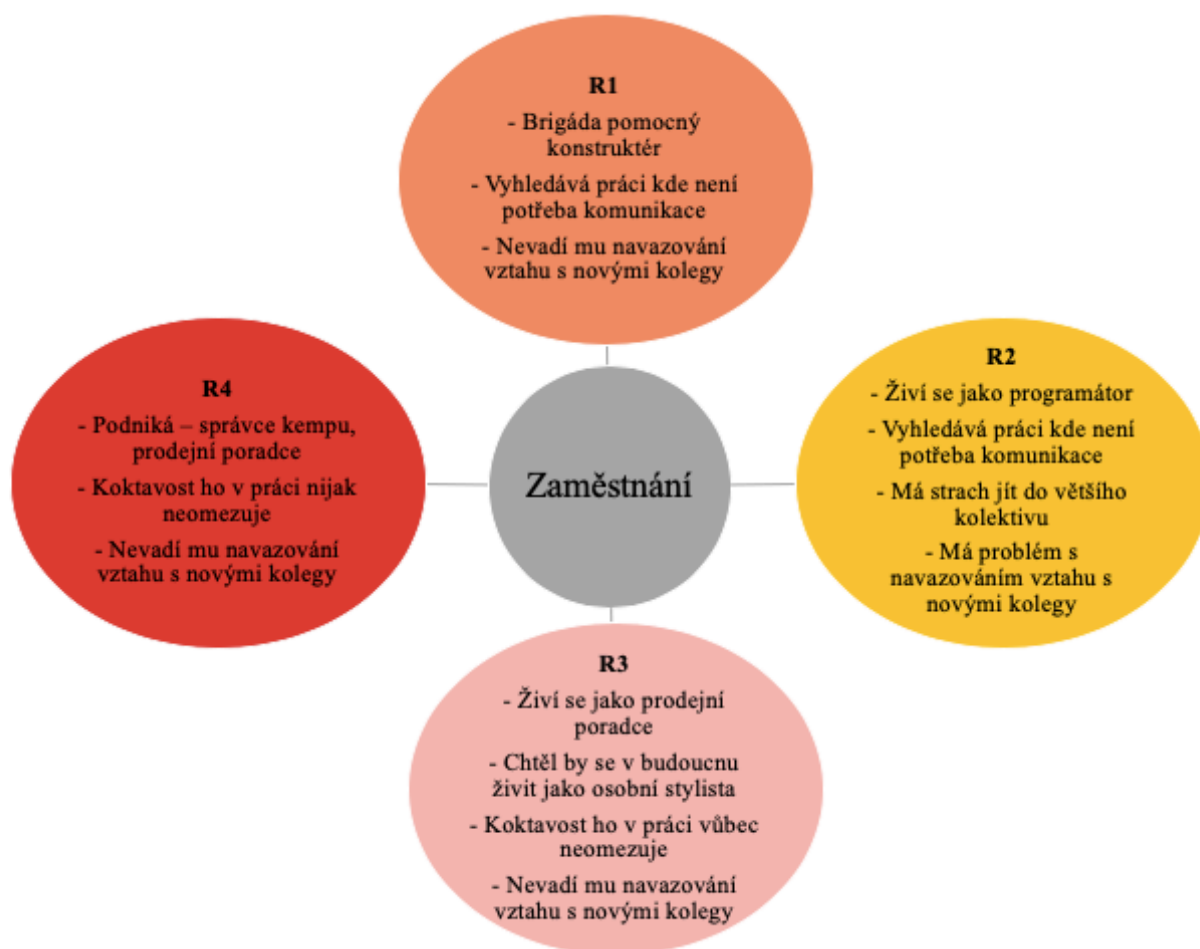 R1
- Brigáda pomocný
konstruktér
- Vyhledává práci kde není
potřeba komunikace
- Nevadí mu navazování
vztahu s novými kolegy
R4
- Podniká – správce kempu,
prodejní poradce
- Koktavost ho v práci nijak
neomezuje
- Nevadí mu navazování
vztahu s novými kolegy
Zaměstnání
R2
- Živí se jako programátor
- Vyhledává práci kde není
potřeba komunikace
- Má strach jít do většího
kolektivu
- Má problém s
navazováním vztahu s
novými kolegy
R3
- Živí se jako prodejní
poradce
- Chtěl by se v budoucnu
živit jako osobní stylista
- Koktavost ho v práci vůbec
neomezuje
- Nevadí mu navazování
vztahu s novými kolegy